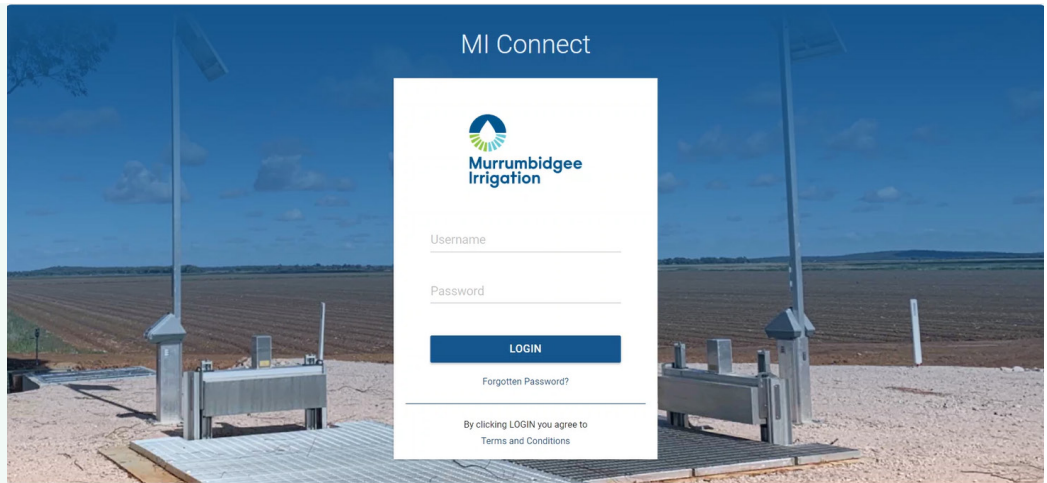 MI Connect
Murrumbidgee
Irrigation
Username
Password
LOGIN
Forgotten Password?
By clicking LOGIN you agree to
Terms and Conditions